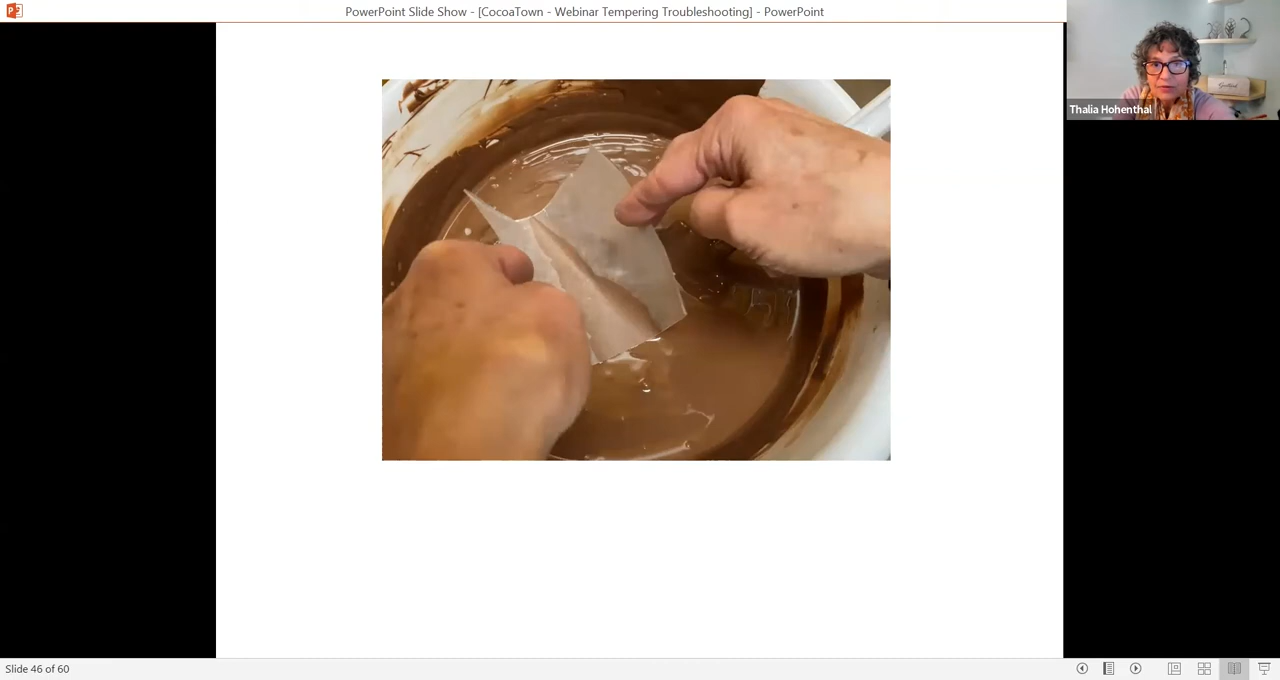 PowerPoint Slide Show - [CocoaTown - Webinar Tempering Troubleshooting] - PowerPoint
Thalia Hohenthal
Slide 46 of 60